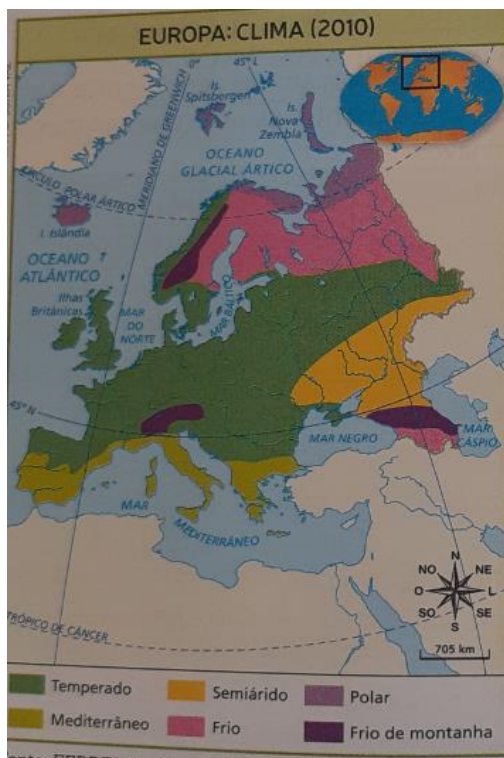 EUROPA: CLIMA (2010)
0°
45° L
Is.
Spitsbergen
Is.
Nova
Zembla
MERIDIANO DE GREENWICH
OCEANO
GLACIAL ÁRTICO
CÍRCULO POLAR ÁRTICO
I. Islândia
OCEANO
ATLÂNTICO
Ilhas
Britânicas
MAR
DO
NORTE
MAR BÁLTICO
45° N
MAR NEGRO
MAR
CÁSPIO
MAR
MEDITERRÂNEO
TRÓPICO DE CÂNCER
N
NO
NE
O
L
SO
SE
S
705 km
Temperado
Semiárido
Polar
Mediterrâneo
Frio
Frio de montanha